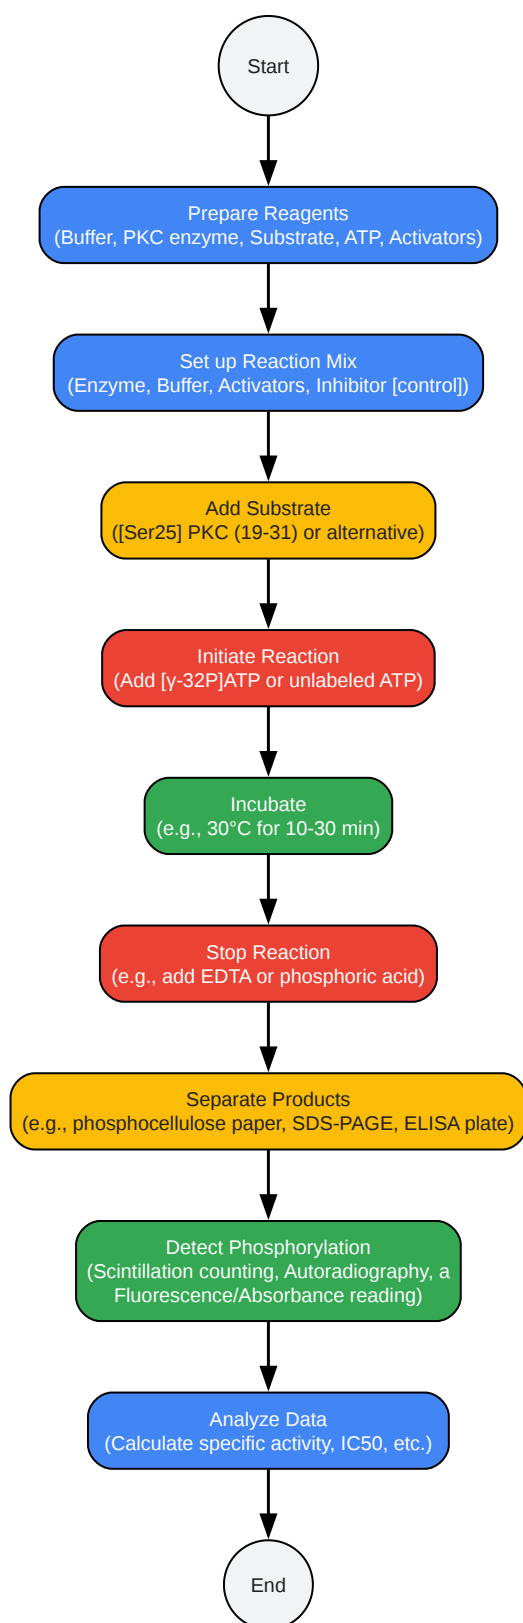 Start
Prepare Reagents
(Buffer, PKC enzyme, Substrate, ATP, Activators)
Set up Reaction Mix
(Enzyme, Buffer, Activators, Inhibitor [control])
Add Substrate
([Ser25] PKC (19-31) or alternative)
Initiate Reaction
(Add [γ-32P]ATP or unlabeled ATP)
Incubate
(e.g., 30°C for 10-30 min)
Stop Reaction
(e.g., add EDTA or phosphoric acid)
Separate Products
(e.g., phosphocellulose paper, SDS-PAGE, ELISA plate)
Detect Phosphorylation
(Scintillation counting, Autoradiography, a
Fluorescence/Absorbance reading)
Analyze Data
(Calculate specific activity, IC50, etc.)
End